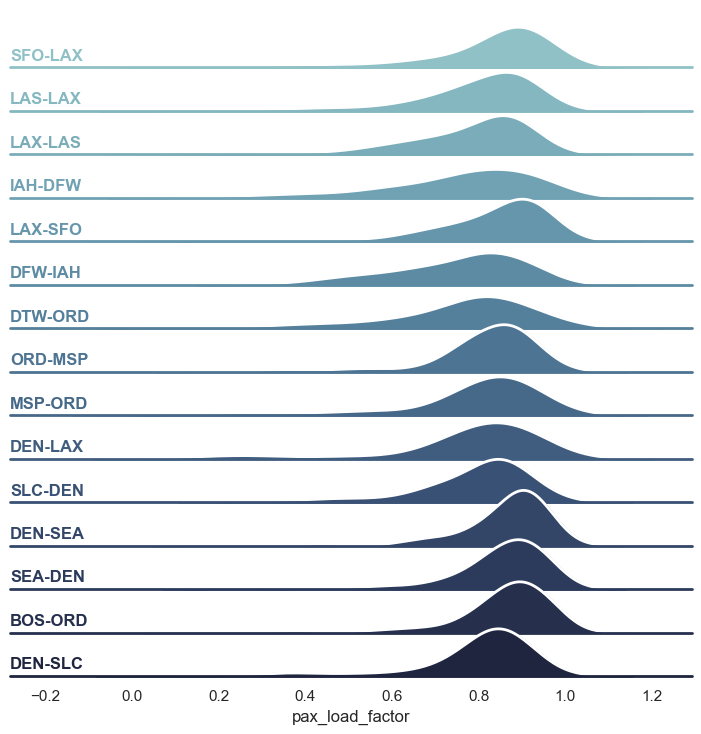 SFO-LAX
LAS-LAX
LAX-LAS
IAH-DFW
LAX-SFO
DFW-IAH
DTW-ORD
ORD-MSP
MSP-ORD
DEN-LAX
SLC-DEN
DEN-SEA
SEA-DEN
BOS-ORD
DEN-SLC
−0.2 0.0 0.2 0.4 0.6 0.8 1.0 1.2
pax_load_factor